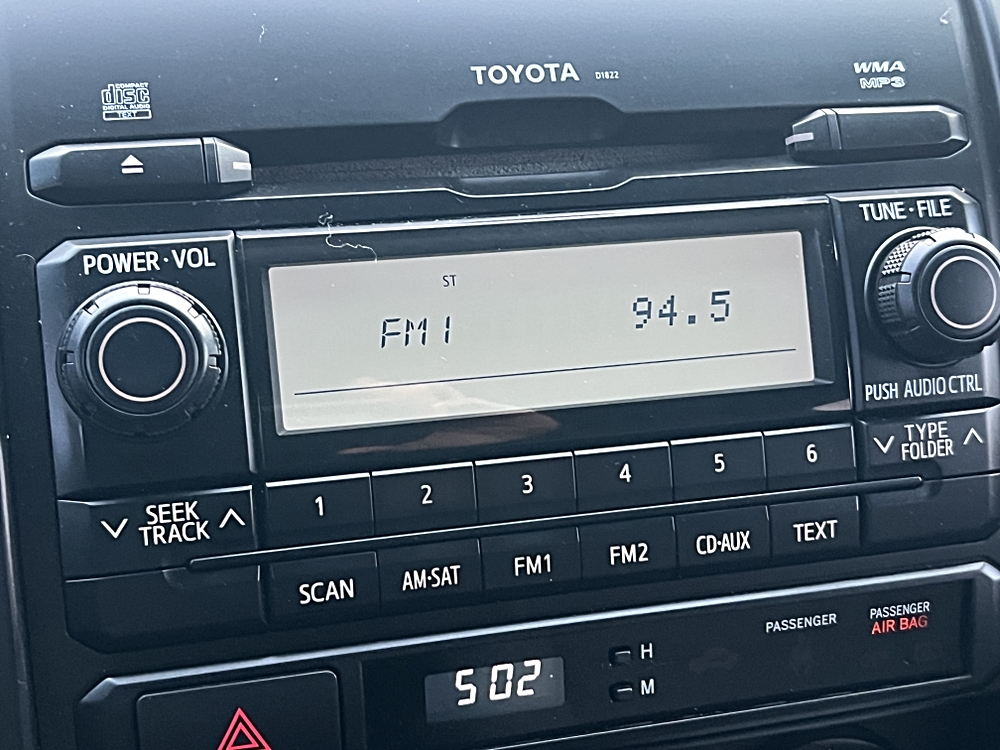 COMPACT
disc
DIGITAL AUDIO
TEXT
TOYOTA D1822
WMA
MP3
POWER·VOL
TUNE·FILE
ST
FM1 94.5
PUSH AUDIO CTRL
1 2 3 4 5 6
TYPE
FOLDER
SEEK
TRACK
SCAN AM·SAT FM1 FM2 CD·AUX TEXT
PASSENGER
PASSENGER
AIR BAG
5 02
H
M